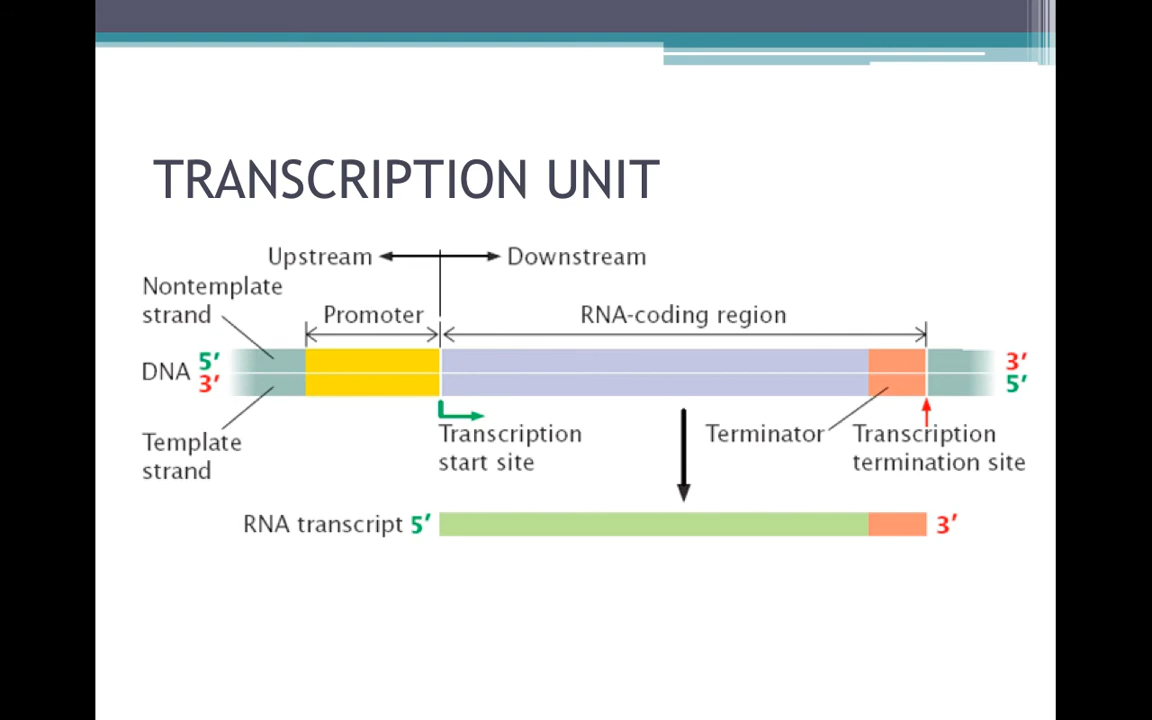 TRANSCRIPTION UNIT
Upstream Downstream
Nontemplate
strand
Promoter RNA-coding region
DNA 5′ 3′
3′ 5′
Template
strand
Transcription
start site
Terminator
Transcription
termination site
RNA transcript 5′ 3′